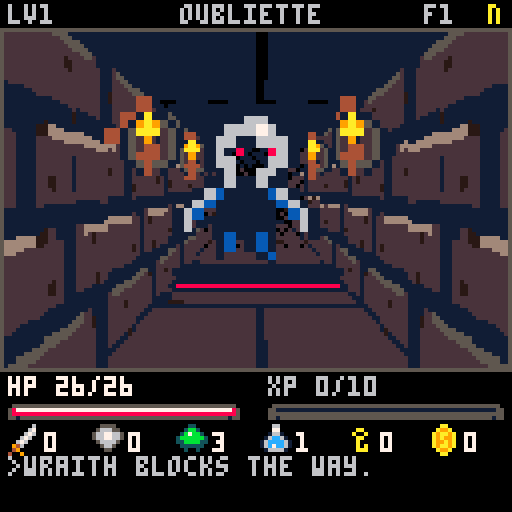 LV1 OUBLIETTE F1 N
HP 26/26 XP 0/10
0 0 3 1 0 0
>WRAITH BLOCKS THE WAY.